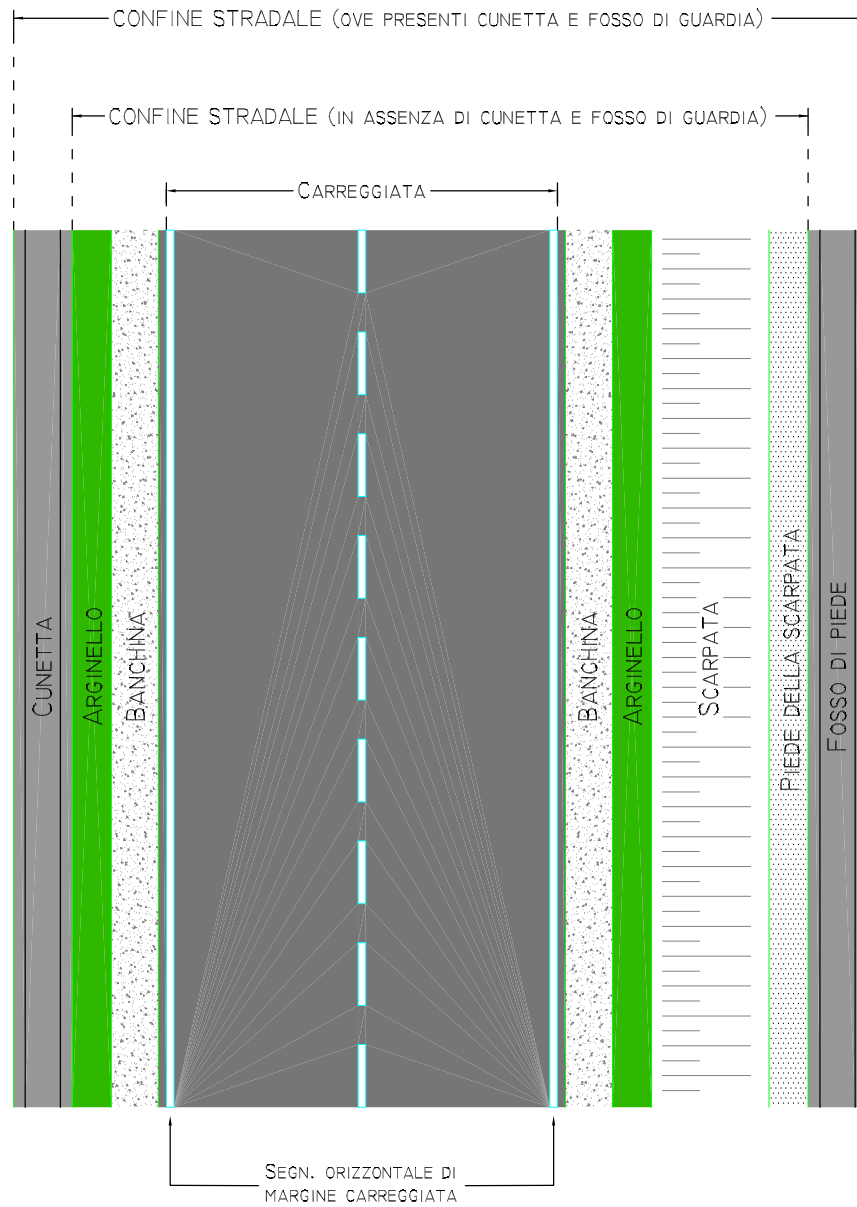 CONFINE STRADALE (OVE PRESENTI CUNETTA E FOSSO DI GUARDIA)
CONFINE STRADALE (IN ASSENZA DI CUNETTA E FOSSO DI GUARDIA)
CARREGGIATA
CUNETTA
ARGINELLO
BANCHINA
BANCHINA
ARGINELLO
SCARPATA
PIEDE DELLA SCARPATA
FOSSO DI PIEDE
SEGN. ORIZZONTALE DI
MARGINE CARREGGIATA